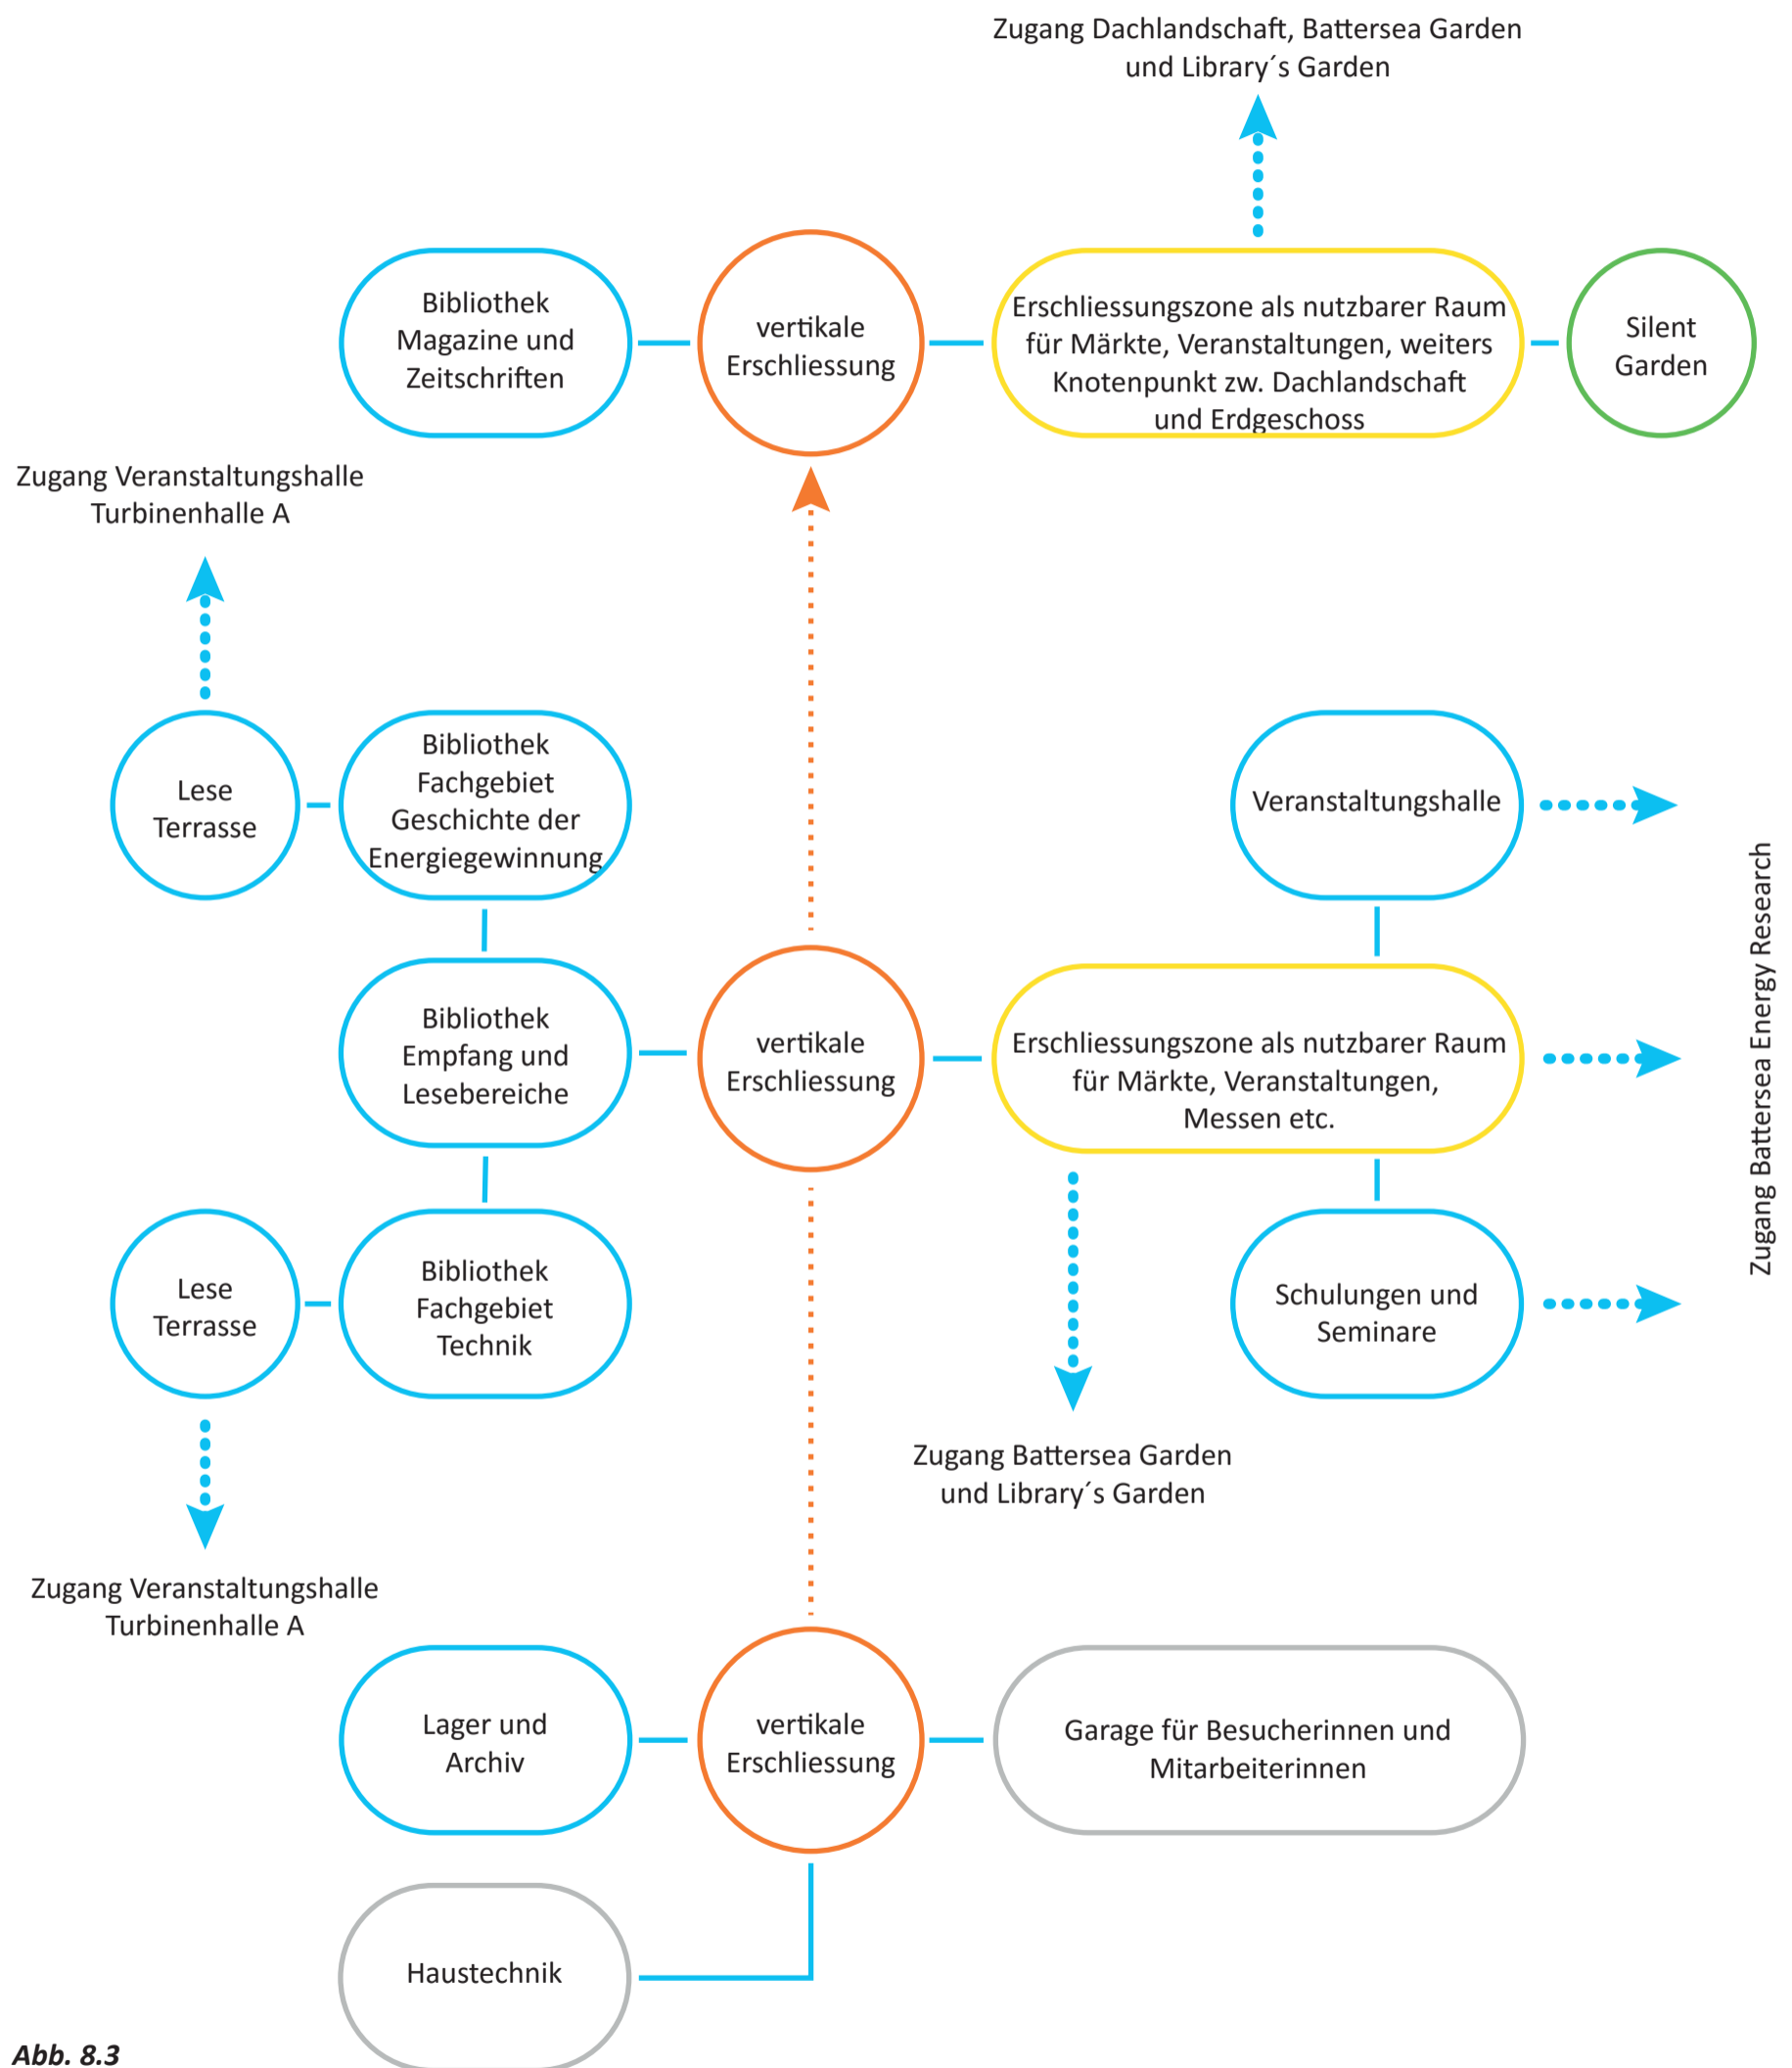 Zugang Dachlandschaft, Battersea Garden
und Library´s Garden
Bibliothek
Magazine und
Zeitschriften
vertikale
Erschliessung
Erschliessungszone als nutzbarer Raum
für Märkte, Veranstaltungen, weiters
Knotenpunkt zw. Dachlandschaft
und Erdgeschoss
Silent
Garden
Zugang Veranstaltungshalle
Turbinenhalle A
Lese
Terrasse
Bibliothek
Fachgebiet
Geschichte der
Energiegewinnung
Veranstaltungshalle
Bibliothek
Empfang und
Lesebereiche
vertikale
Erschliessung
Erschliessungszone als nutzbarer Raum
für Märkte, Veranstaltungen,
Messen etc.
Zugang Battersea Energy Research
Lese
Terrasse
Bibliothek
Fachgebiet
Technik
Schulungen und
Seminare
Zugang Battersea Garden
und Library´s Garden
Zugang Veranstaltungshalle
Turbinenhalle A
Lager und
Archiv
vertikale
Erschliessung
Garage für Besucherinnen und
Mitarbeiterinnen
Haustechnik
Abb. 8.3